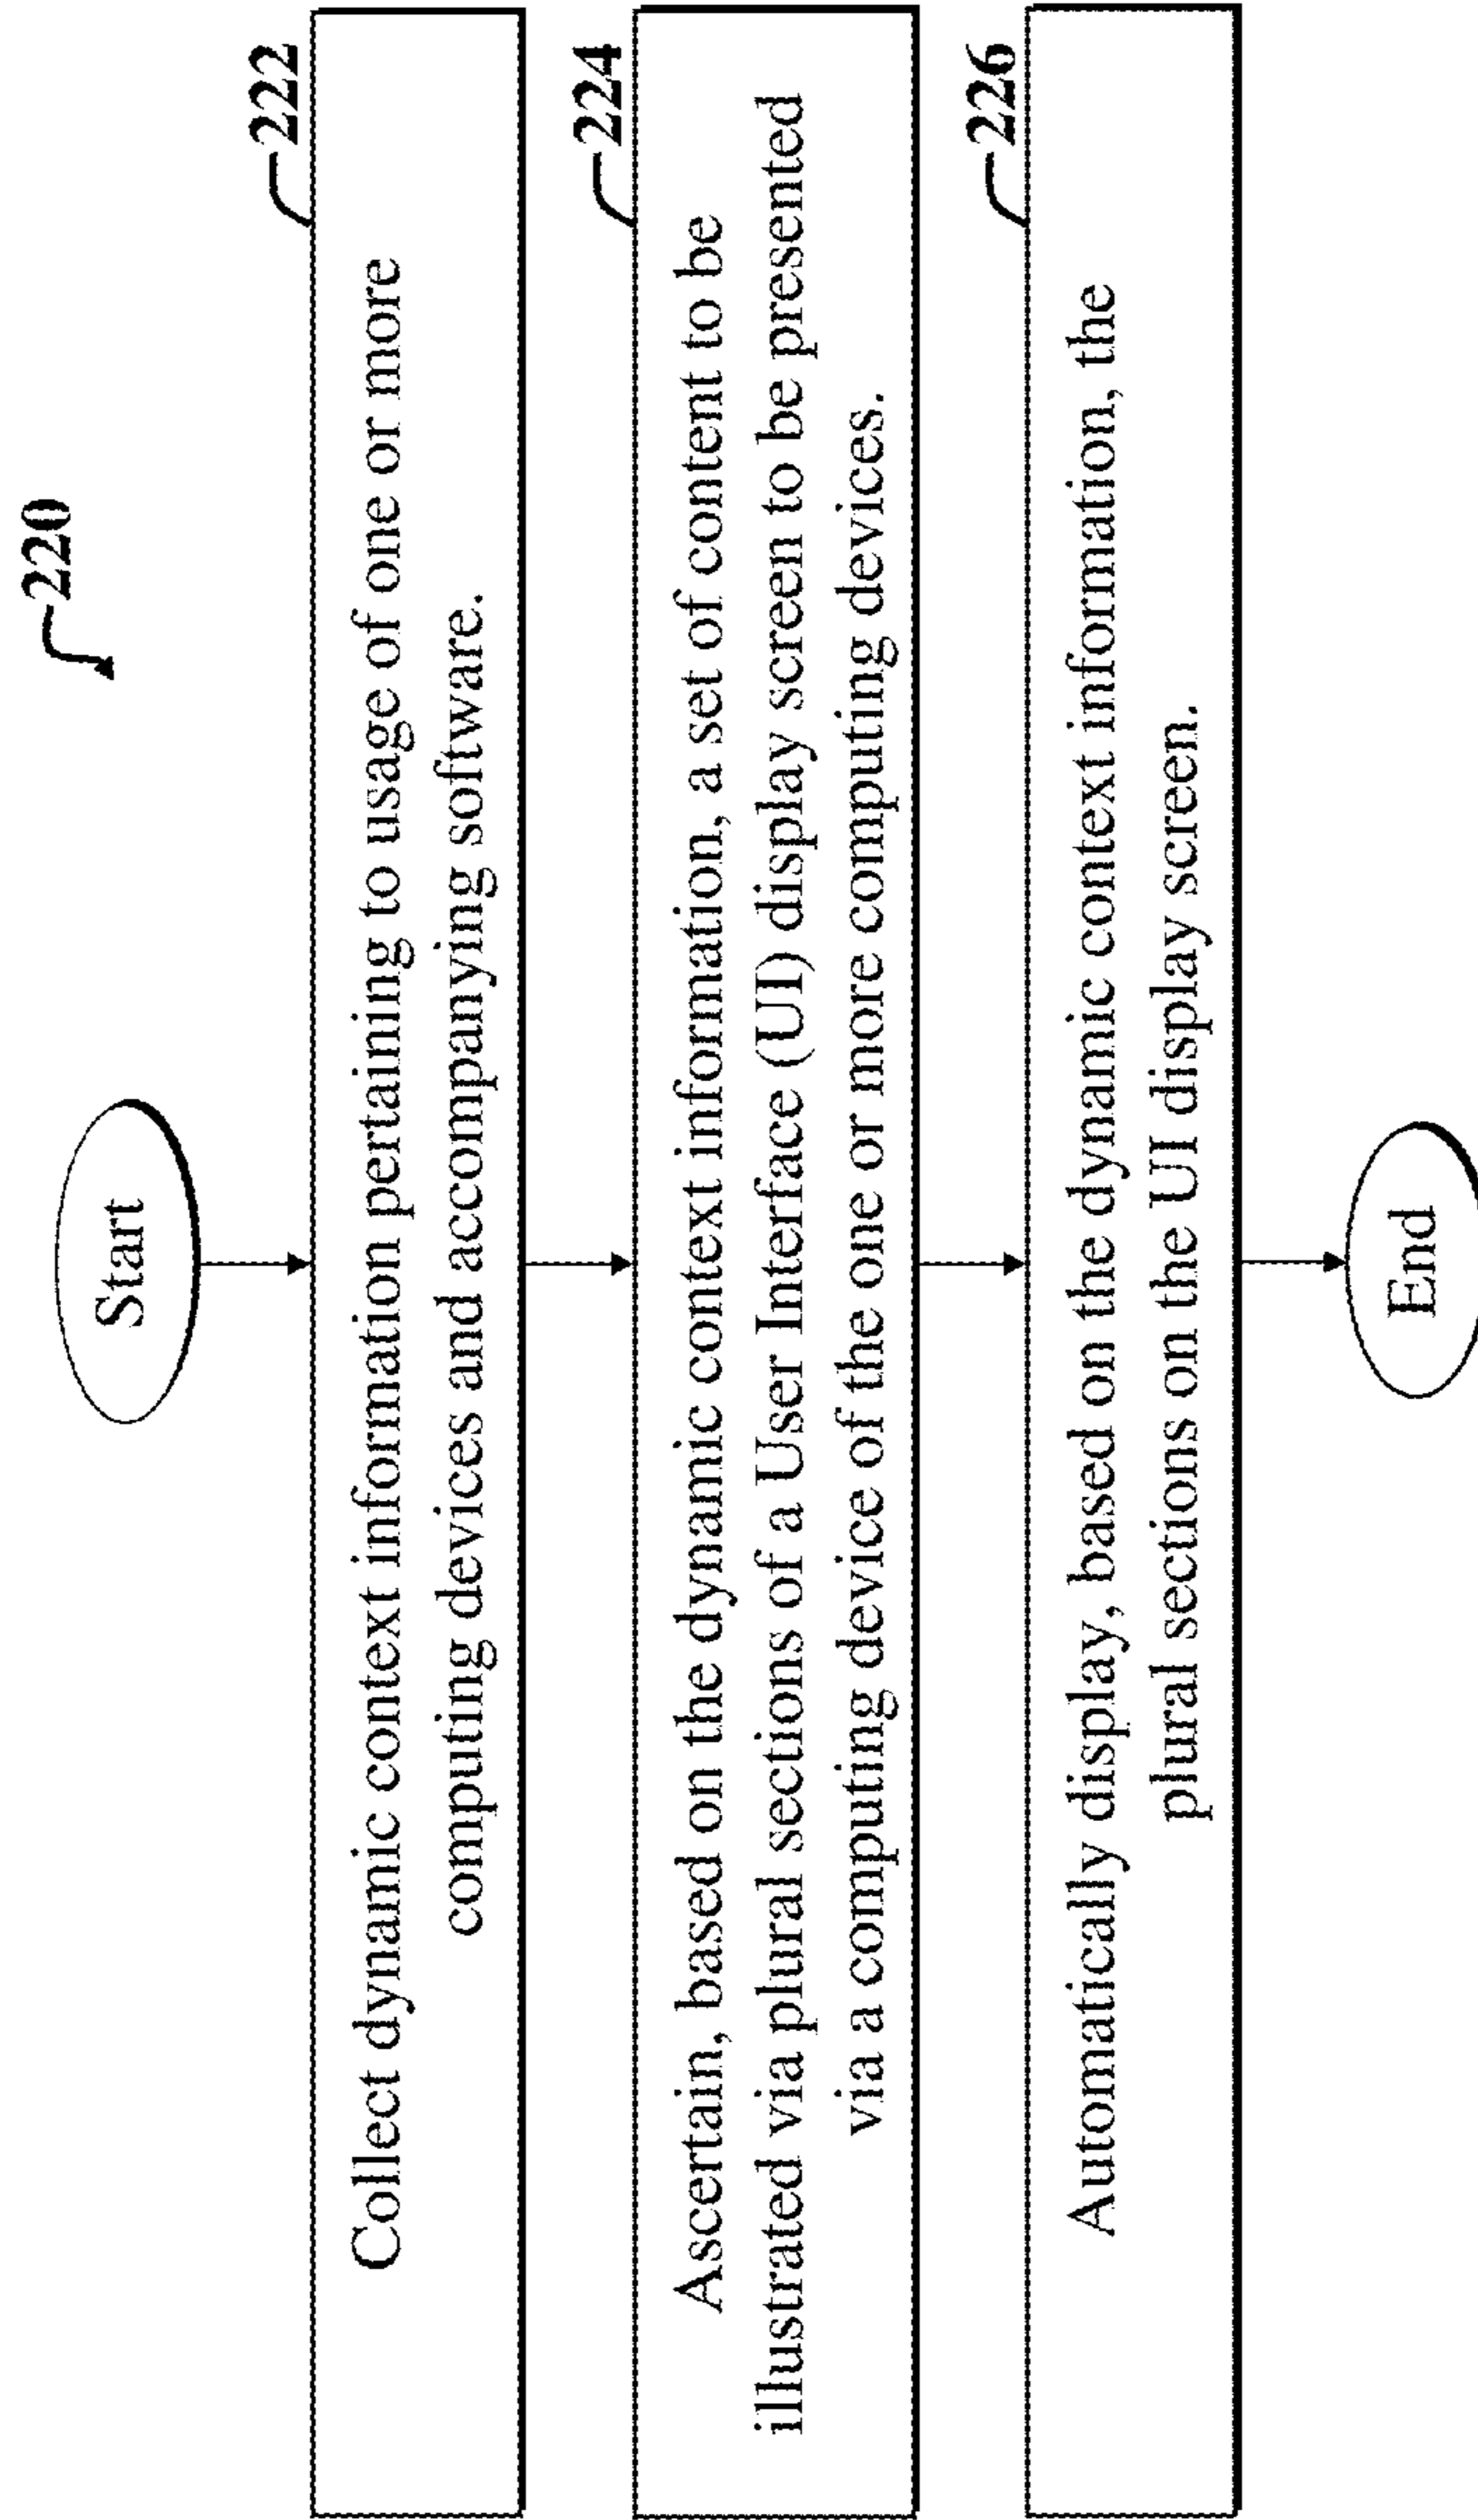 220
Start
222
Collect dynamic context information pertaining to usage of one or more
computing devices and accompanying software.
224
Ascertain, based on the dynamic context information, a set of content to be
illustrated via plural sections of a User Interface (UI) display screen to be presented
via a computing device of the one or more computing devices.
226
Automatically display, based on the dynamic context information, the
plural sections on the UI display screen.
End